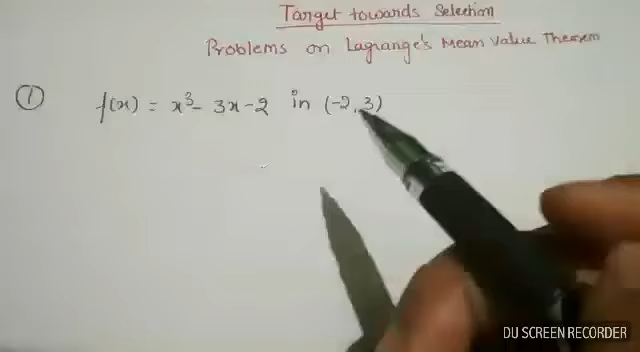 Target towards Selection
Problems on Lagrange's Mean Value Theorem
① f(x) = x³- 3x-2 in (-2,3)
DU SCREEN RECORDER